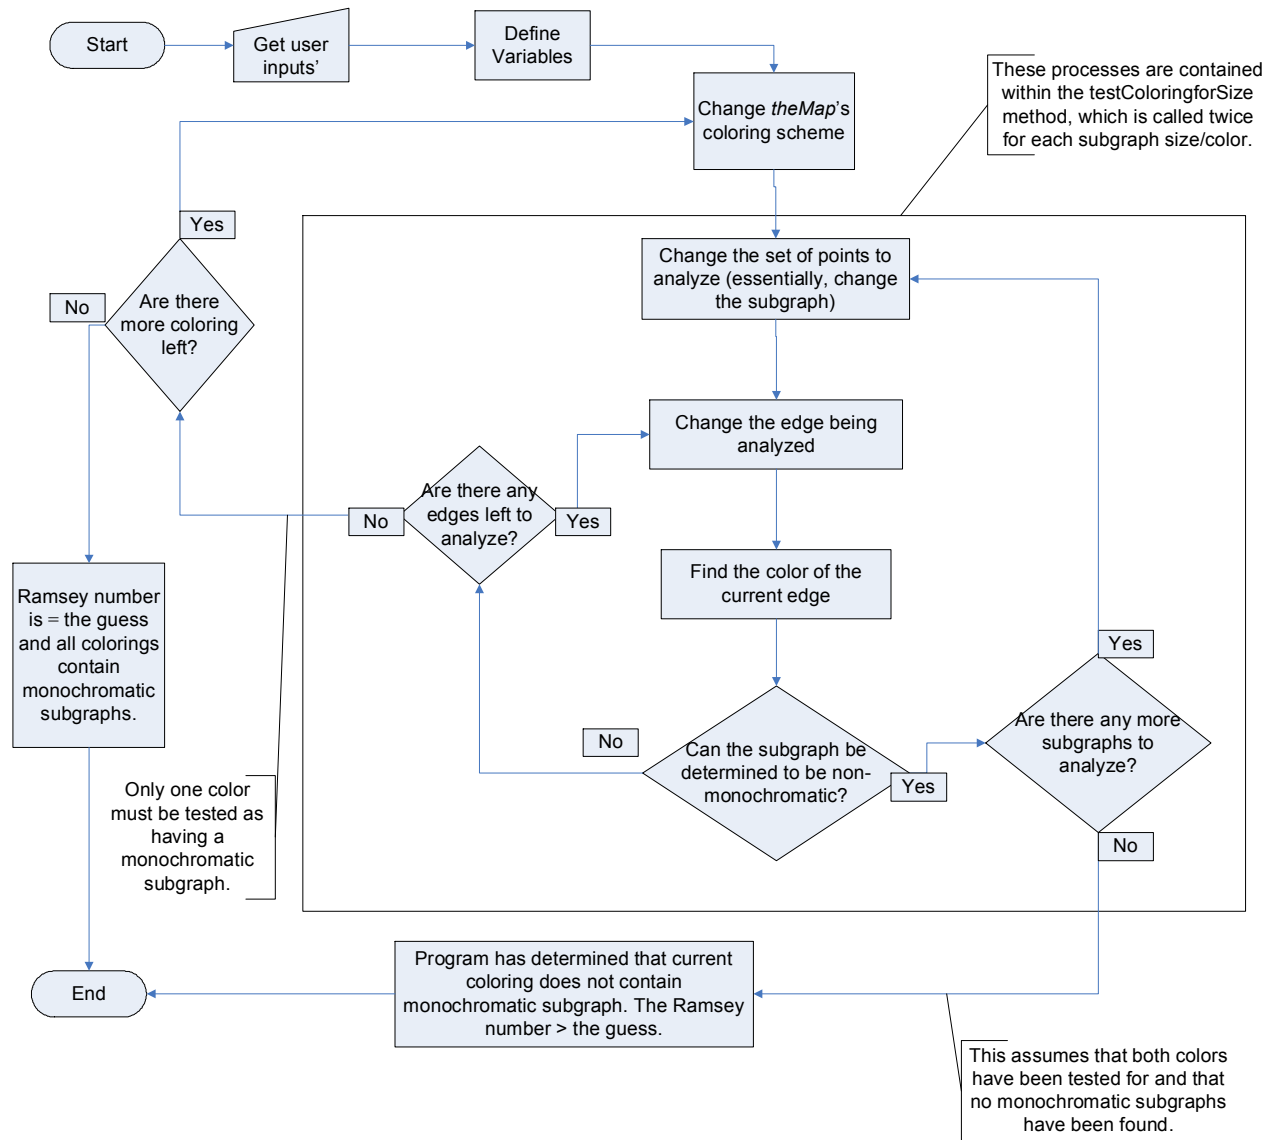 Start
Get user
inputs’
Define
Variables
Change theMap’s
coloring scheme
These processes are contained
within the testColoringforSize
method, which is called twice
for each subgraph size/color.
Yes
No
Are there
more coloring
left?
Change the set of points to
analyze (essentially, change
the subgraph)
Change the edge being
analyzed
Are there any
edges left to
analyze?
No
Yes
Find the color of the
current edge
Ramsey number
is = the guess
and all colorings
contain
monochromatic
subgraphs.
Yes
No
Can the subgraph be
determined to be non-
monochromatic?
Yes
Are there any more
subgraphs to
analyze?
No
Only one color
must be tested as
having a
monochromatic
subgraph.
End
Program has determined that current
coloring does not contain
monochromatic subgraph. The Ramsey
number > the guess.
This assumes that both colors
have been tested for and that
no monochromatic subgraphs
have been found.